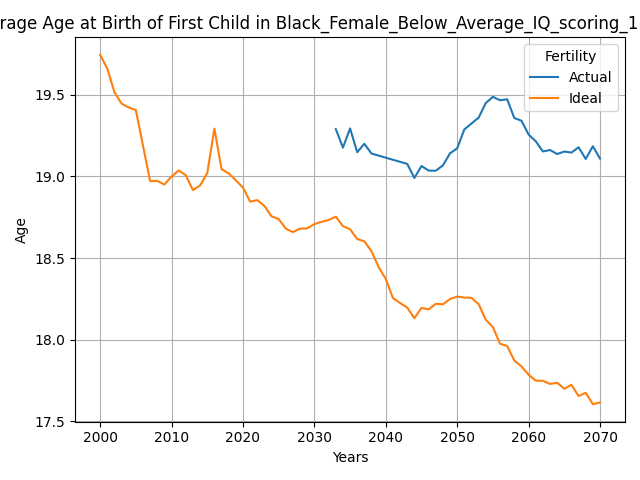 rage Age at Birth of First Child in Black_Female_Below_Average_IQ_scoring_1
Fertility
Actual
Ideal
19.5
19.0
18.5
18.0
17.5
Age
2000 2010 2020 2030 2040 2050 2060 2070
Years